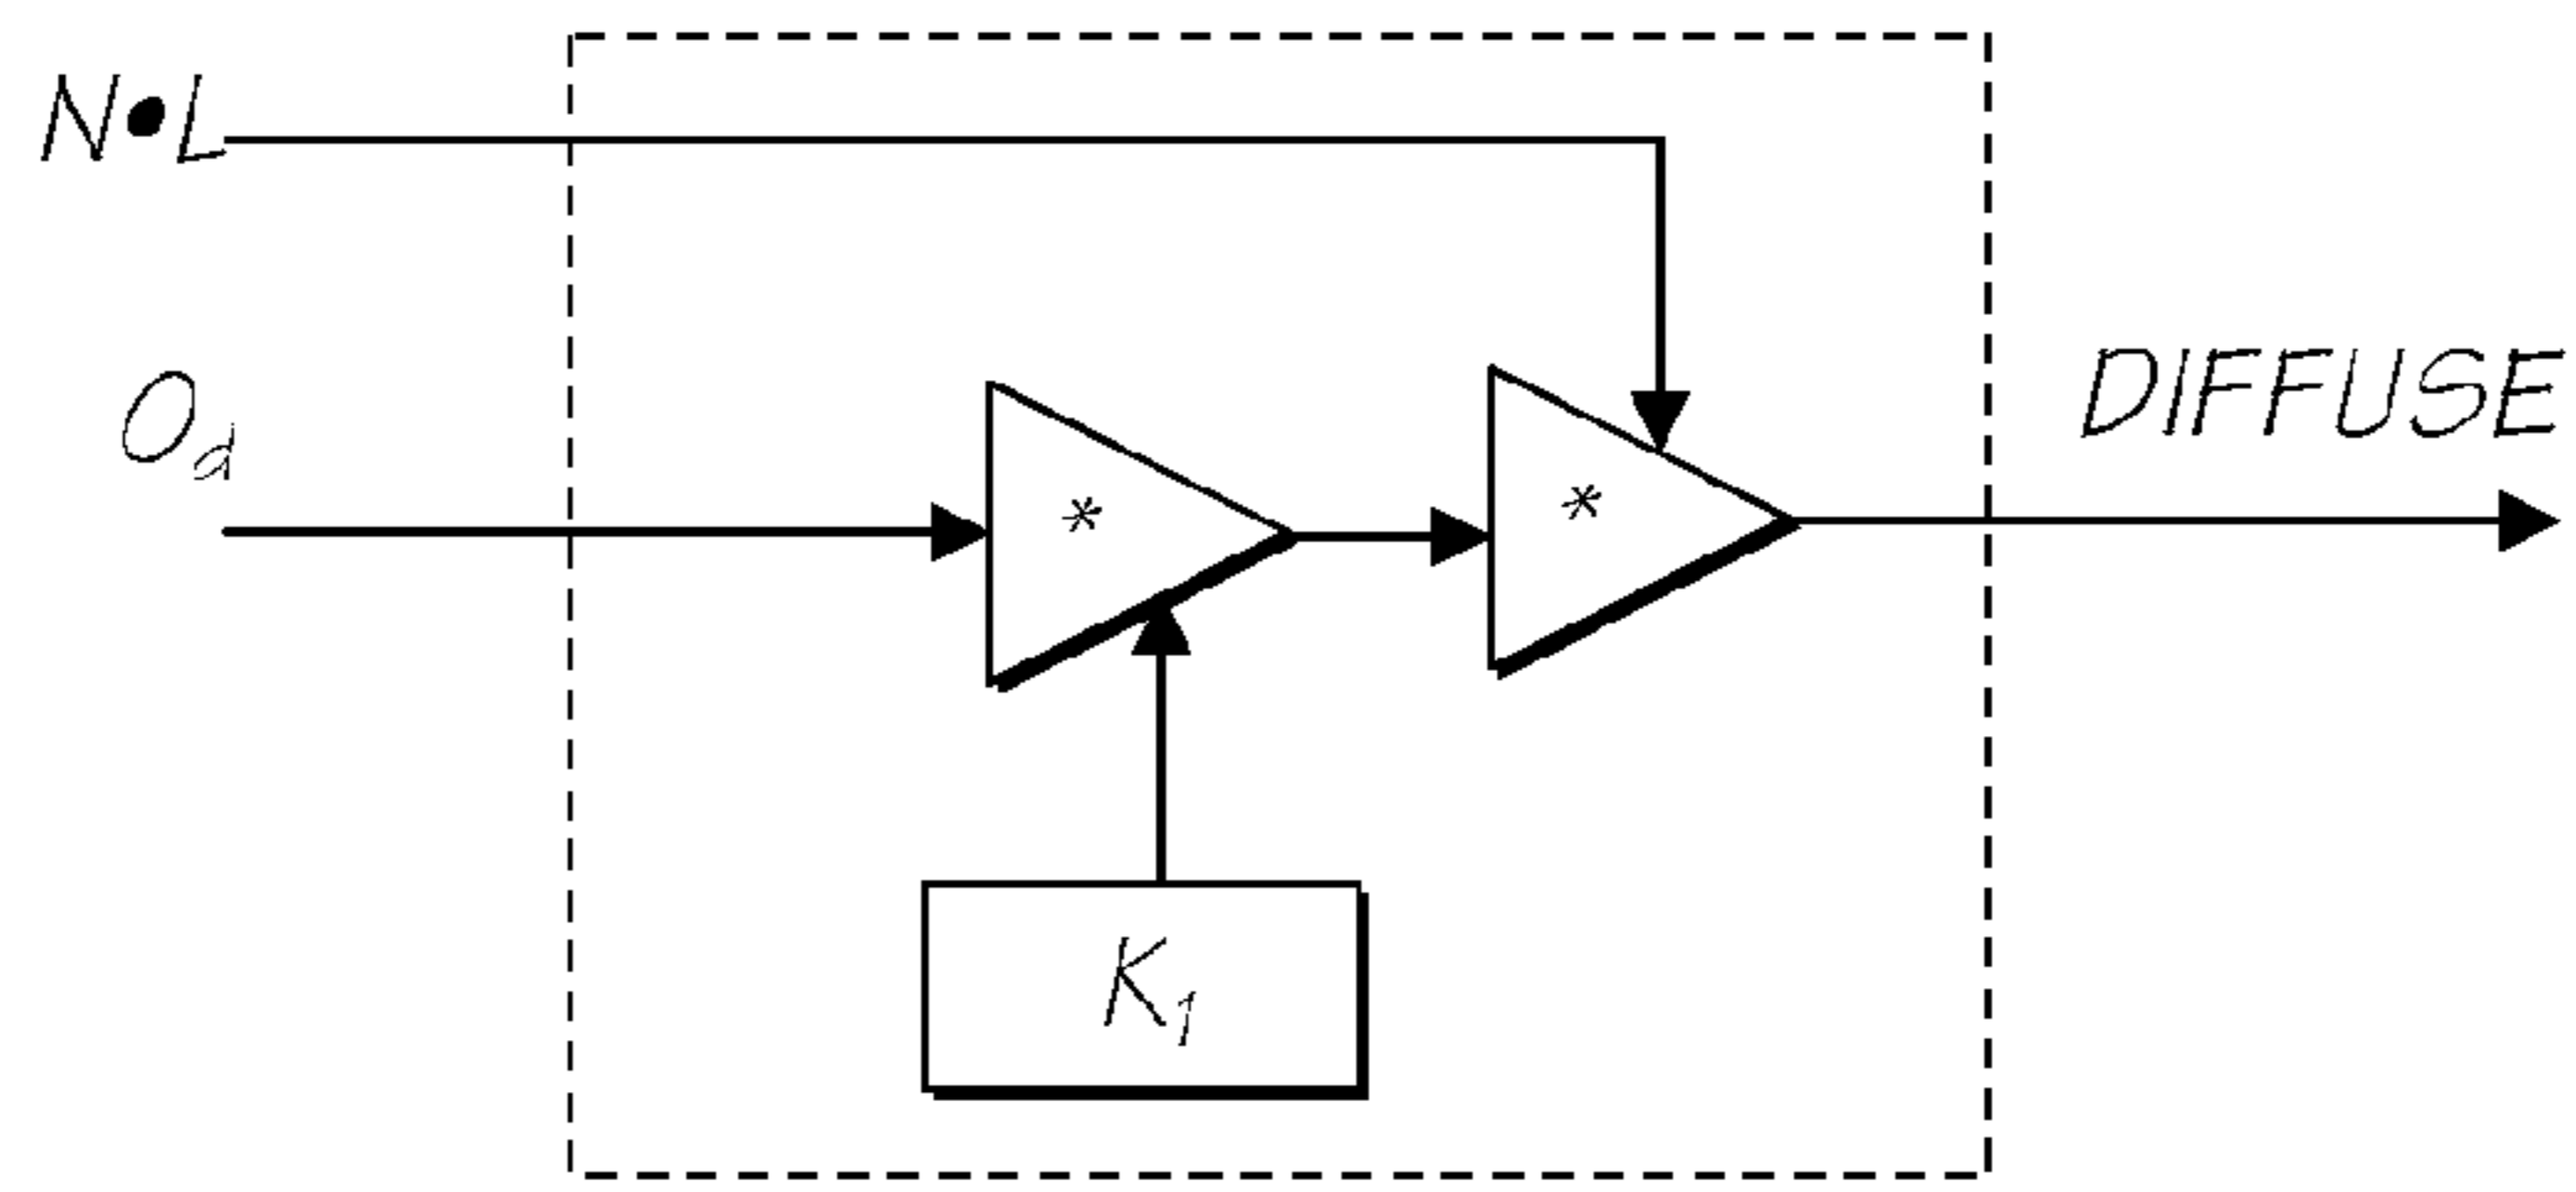 N•L
O_d
DIFFUSE
*
*
K_1